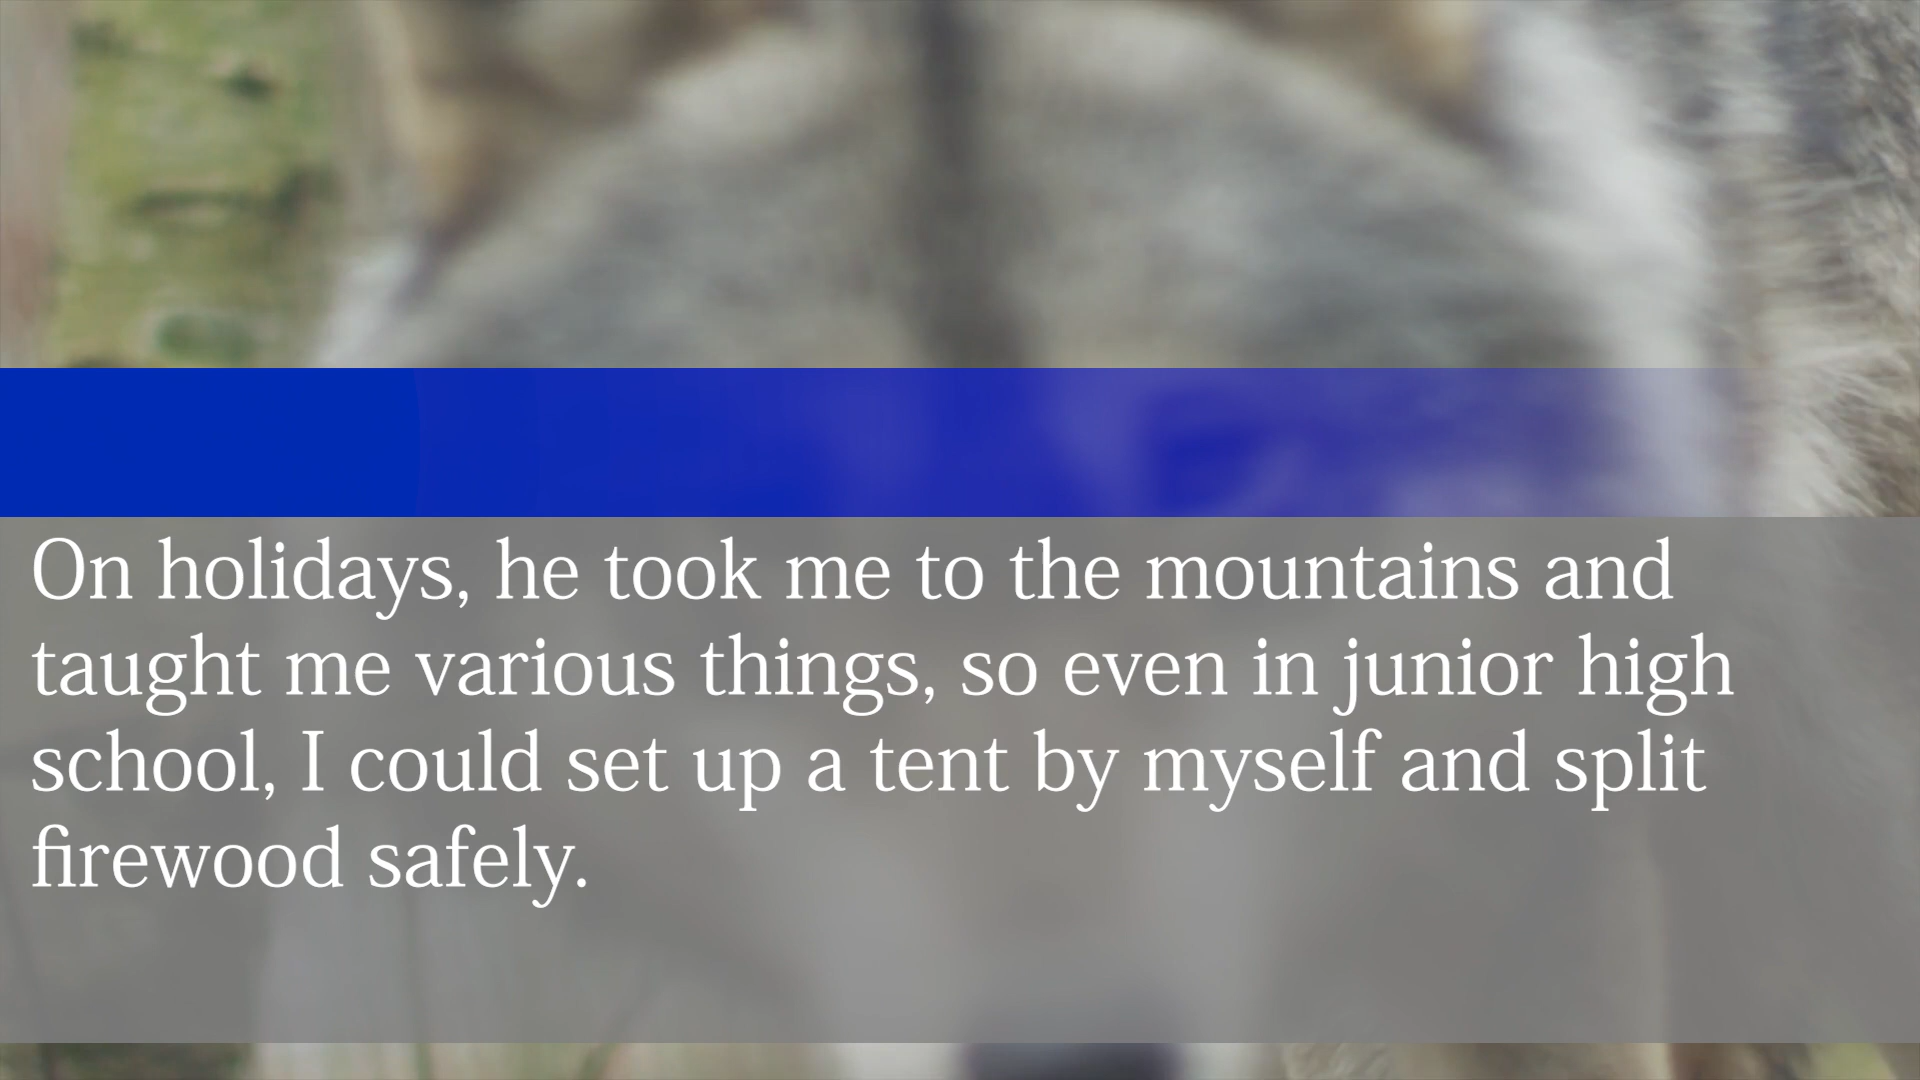 On holidays, he took me to the mountains and
taught me various things, so even in junior high
school, I could set up a tent by myself and split
firewood safely.